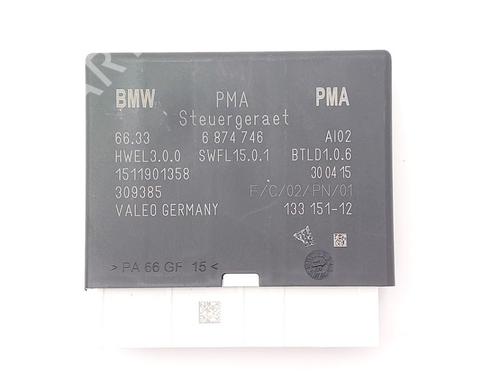 BMW PMA PMA
Steuergeraet
66.33 6 874 746 AI02
HWEL3.0.0 SWFL15.0.1 BTLD1.0.6
1511901358 300415
309385 F/C/02/PN/01
VALEO GERMANY 133 151-12
> PA 66 GF 15 <